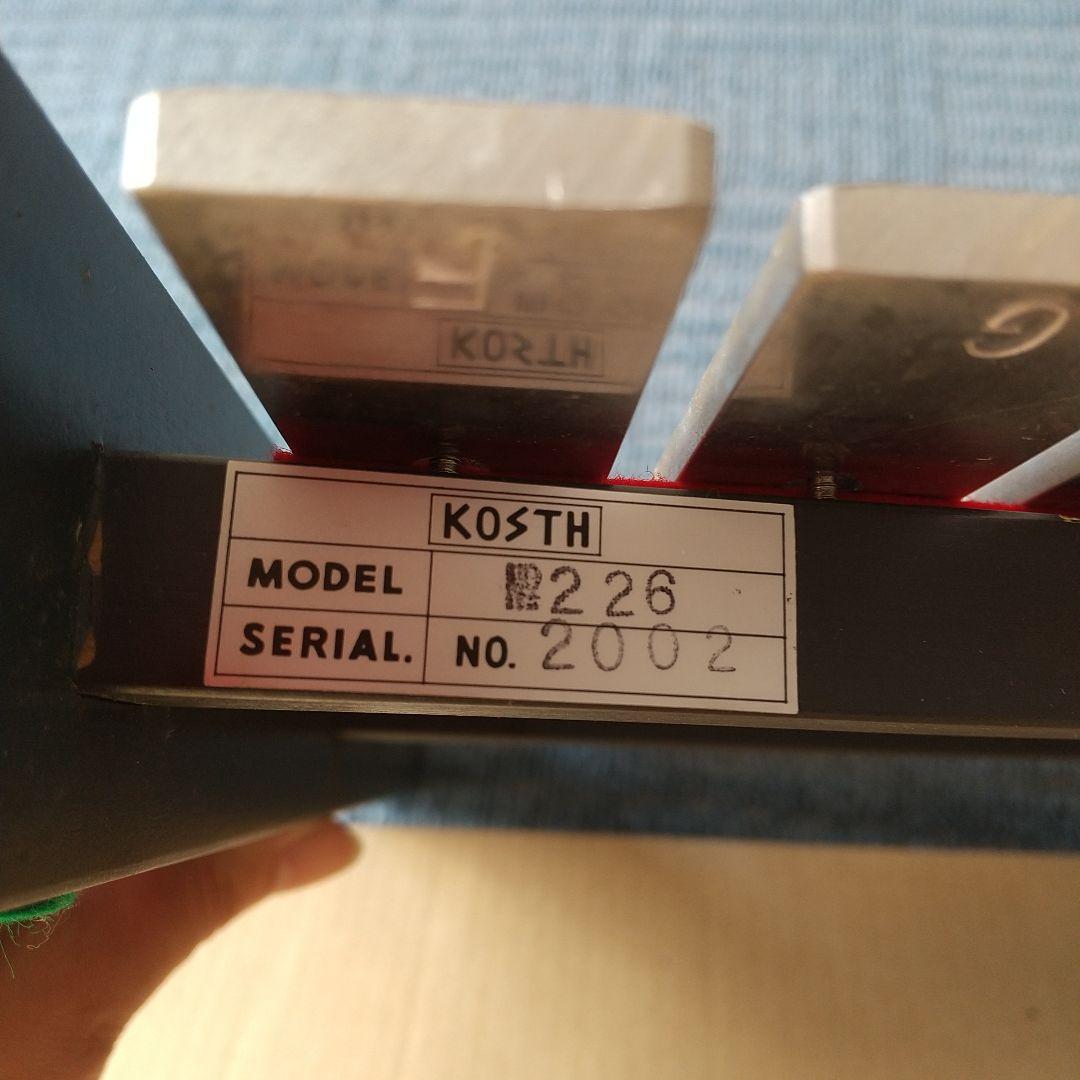 G
KOSTH
MODEL 226
SERIAL. NO. 2002